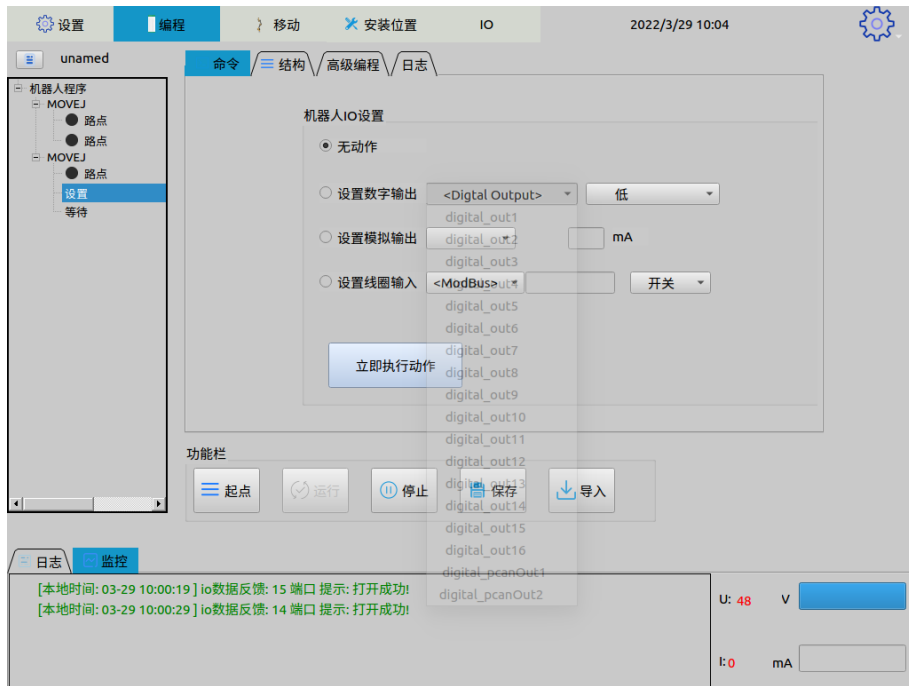 设置 编程 移动 安装位置 IO 2022/3/29 10:04
unamed
命令 结构 高级编程 日志
机器人程序
MOVEJ
路点
路点
MOVEJ
路点
设置
等待
机器人IO设置
无动作
设置数字输出 <Digtal Output> 低
digital_out1
设置模拟输出 digital_out2 mA
digital_out3
设置线圈输入 <ModBus> digital_out4 开关
digital_out5
digital_out6
digital_out7
立即执行动作
digital_out8
digital_out9
digital_out10
digital_out11
功能栏
digital_out12
起点 运行 停止 digital_out13 保存 导入
digital_out14
digital_out15
digital_out16
digital_pcanOut1
digital_pcanOut2
日志 监控
[本地时间: 03-29 10:00:19 ] io数据反馈: 15 端口 提示: 打开成功!
[本地时间: 03-29 10:00:29 ] io数据反馈: 14 端口 提示: 打开成功!
U: 48 V
I: 0 mA